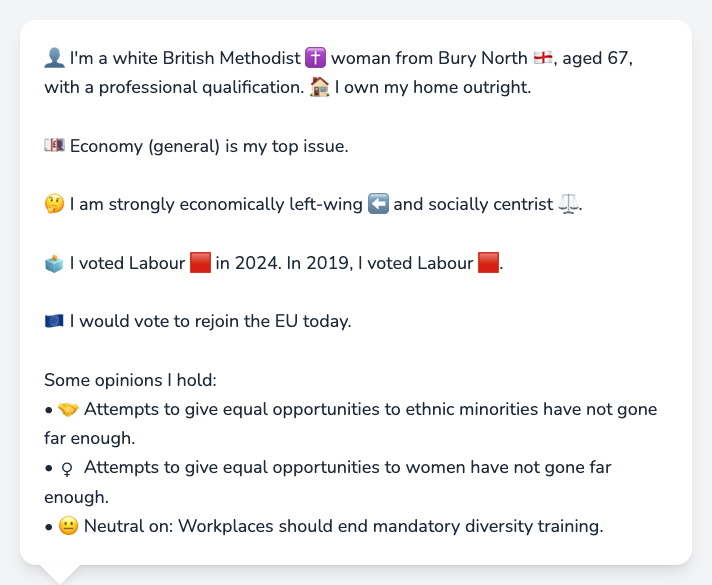 👤 I'm a white British Methodist ✝️ woman from Bury North 🏴󠁧󠁢󠁥󠁮󠁧󠁿, aged 67,
with a professional qualification. 🏠 I own my home outright.
💷 Economy (general) is my top issue.
🤔 I am strongly economically left-wing ⬅️ and socially centrist ⚖️.
🗳️ I voted Labour 🟥 in 2024. In 2019, I voted Labour 🟥.
🇪🇺 I would vote to rejoin the EU today.
Some opinions I hold:
• 🤝 Attempts to give equal opportunities to ethnic minorities have not gone
far enough.
• ♀ Attempts to give equal opportunities to women have not gone far
enough.
• 😐 Neutral on: Workplaces should end mandatory diversity training.